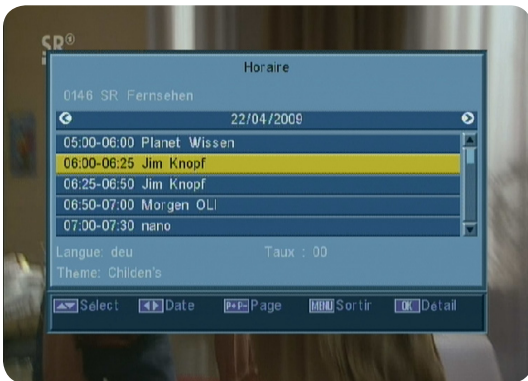 SR®
Horaire
0146 SR Fernsehen
22/04/2009
05:00-06:00 Planet Wissen
06:00-06:25 Jim Knopf
06:25-06:50 Jim Knopf
06:50-07:00 Morgen OLI
07:00-07:30 nano
Langue: deu Taux : 00
Theme: Childen's
Select Date P+P- Page MENU Sortir OK Détail